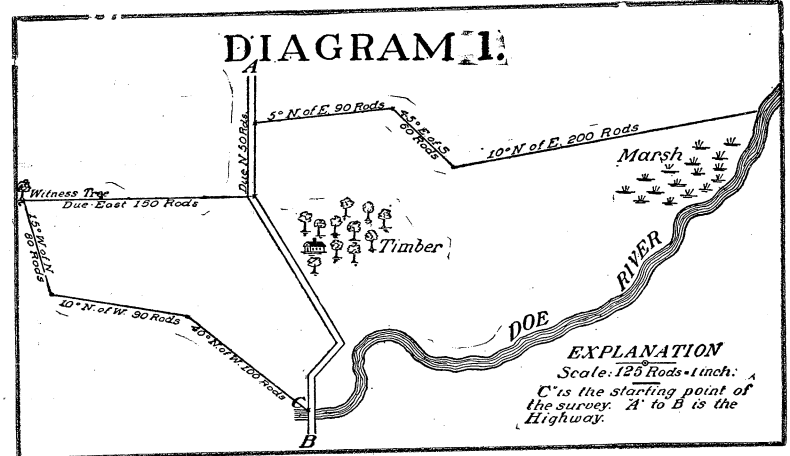 DIAGRAM 1.
A
Due N 50 Rods.
5° N. of E. 90 Rods
45° E of S
60 Rods
10° N of E. 200 Rods
Marsh
Witness Tree
Due East 150 Rods
Timber
15° W. of N
80 Rods
10° N. of W. 90 Rods
40° N. of W. 100 Rods
C
B
DOE RIVER
EXPLANATION
Scale: 125 Rods = 1 inch:
"C" is the starting point of
the survey. "A" to B is the
Highway.